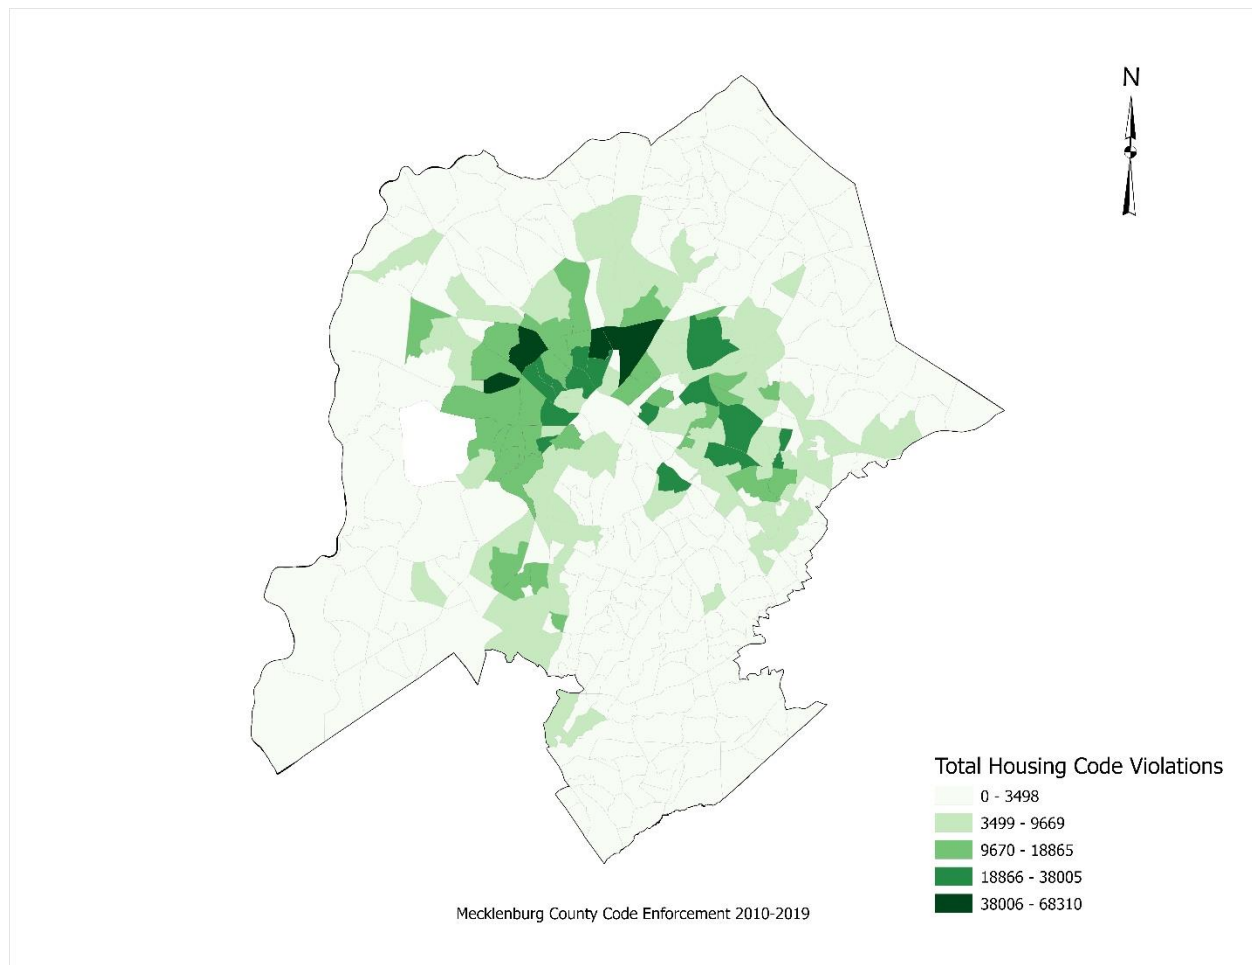 N
Total Housing Code Violations
0 - 3498
3499 - 9669
9670 - 18865
18866 - 38005
38006 - 68310
Mecklenburg County Code Enforcement 2010-2019